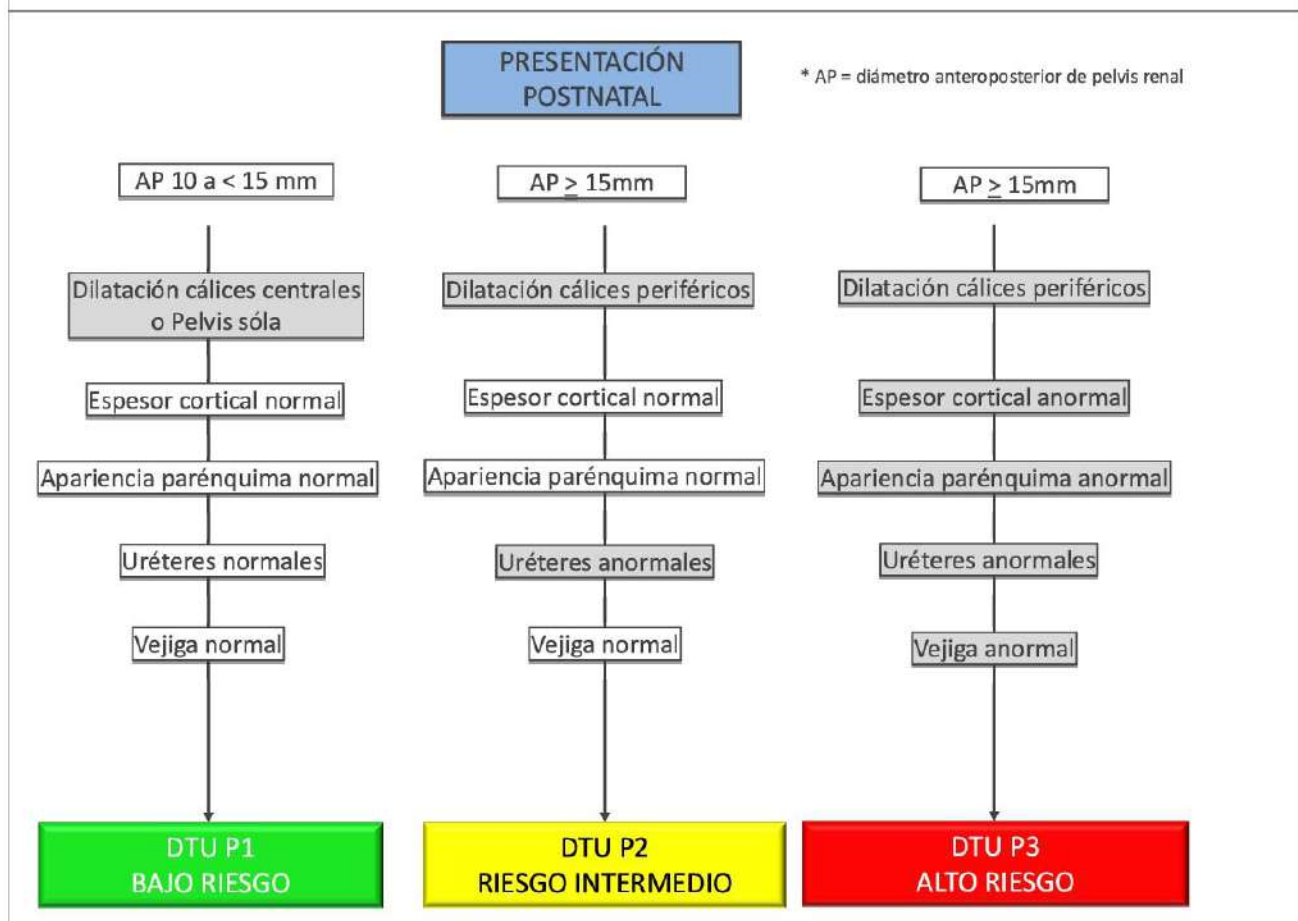 PRESENTACIÓN
POSTNATAL
* AP = diámetro anteroposterior de pelvis renal
AP 10 a < 15 mm
Dilatación cálices centrales
o Pelvis sóla
Espesor cortical normal
Apariencia parénquima normal
Uréteres normales
Vejiga normal
DTU P1
BAJO RIESGO
AP ≥ 15mm
Dilatación cálices periféricos
Espesor cortical normal
Apariencia parénquima normal
Uréteres anormales
Vejiga normal
DTU P2
RIESGO INTERMEDIO
AP ≥ 15mm
Dilatación cálices periféricos
Espesor cortical anormal
Apariencia parénquima anormal
Uréteres anormales
Vejiga anormal
DTU P3
ALTO RIESGO